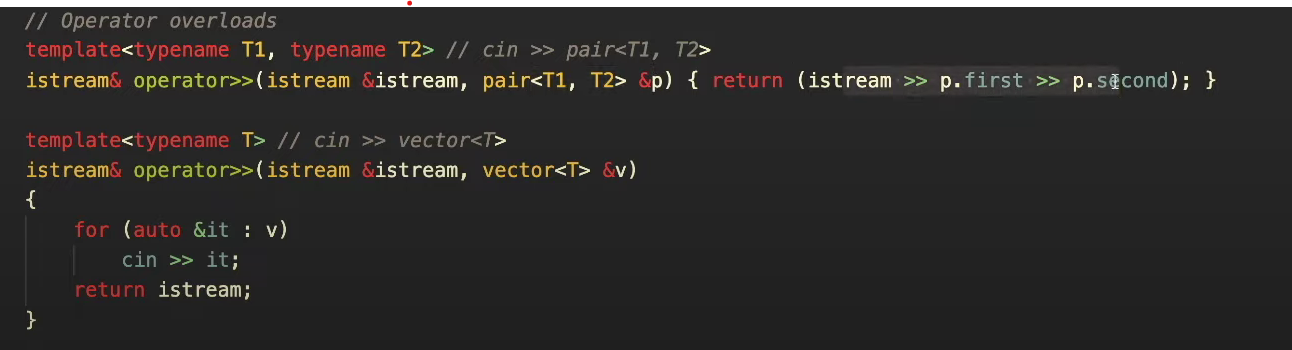 // Operator overloads
template<typename T1, typename T2> // cin >> pair<T1, T2>
istream& operator>>(istream &istream, pair<T1, T2> &p) { return (istream >> p.first >> p.second); }
template<typename T> // cin >> vector<T>
istream& operator>>(istream &istream, vector<T> &v)
{
for (auto &it : v)
cin >> it;
return istream;
}